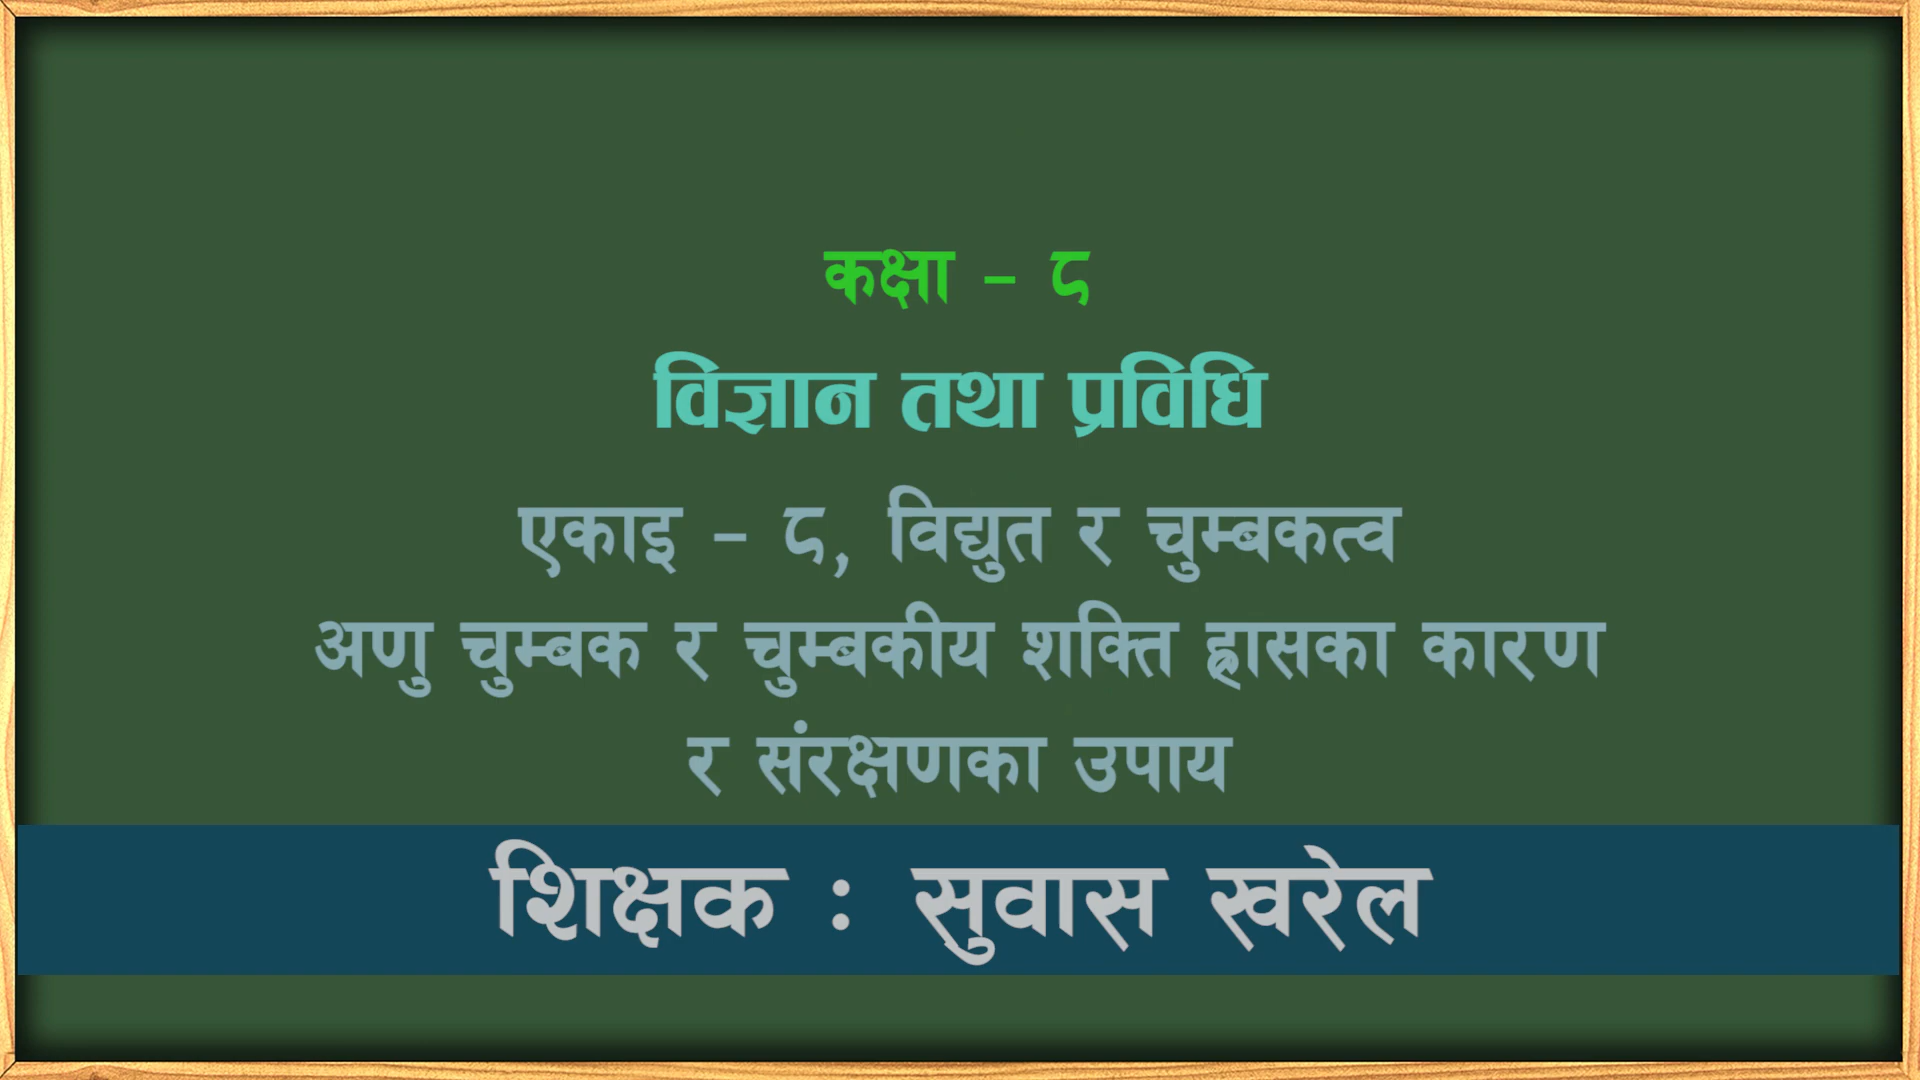 कक्षा - ८
विज्ञान तथा प्रविधि
एकाइ - ८, विद्युत र चुम्बकत्व
अणु चुम्बक र चुम्बकीय शक्ति ह्रासका कारण
र संरक्षणका उपाय
शिक्षक : सुवास खरेल